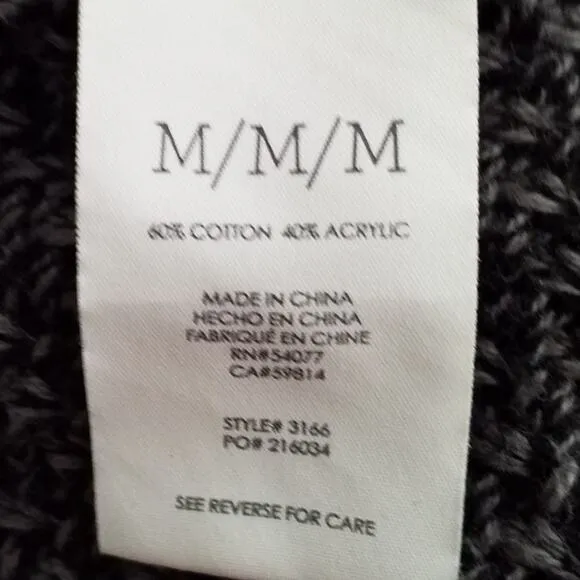 M/M/M
60% COTTON 40% ACRYLIC
MADE IN CHINA
HECHO EN CHINA
FABRIQUÉ EN CHINE
RN#54077
CA#59814
STYLE# 3166
PO# 216034
SEE REVERSE FOR CARE